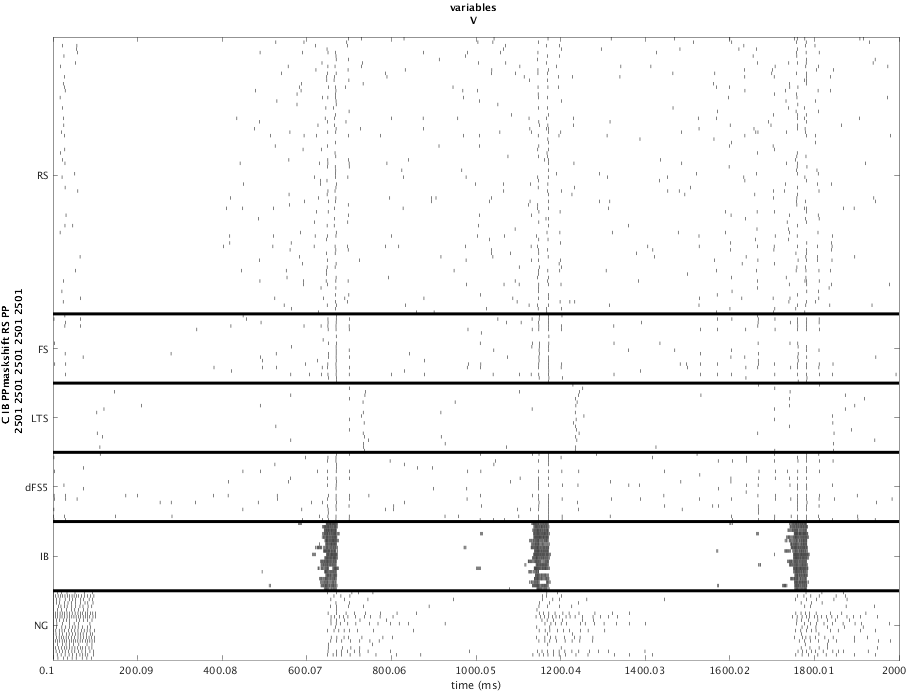 variables
V
C IB PPmaskshift RS PP
2501 2501 2501 2501 2501
RS
FS
LTS
dFS5
IB
NG
0.1 200.09 400.08 600.07 800.06 1000.05 1200.04 1400.03 1600.02 1800.01 2000
time (ms)